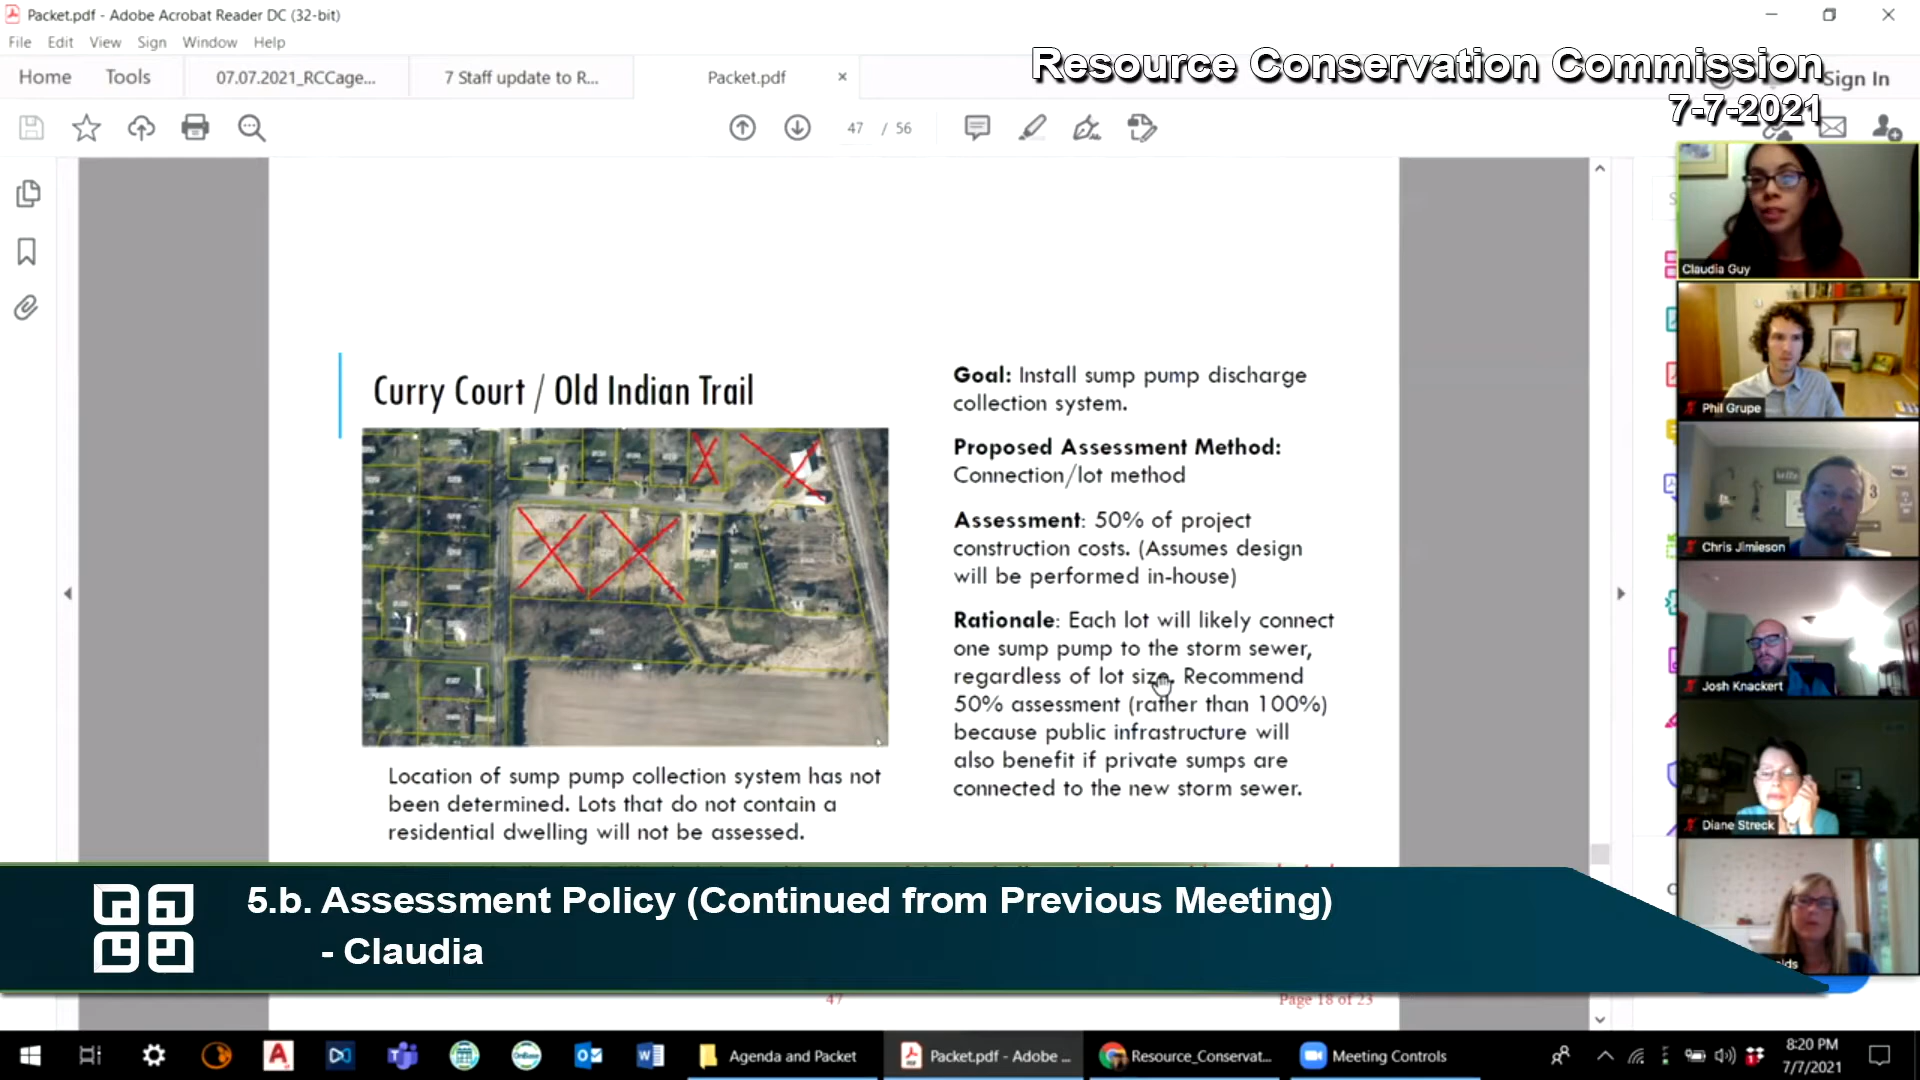 Packet.pdf - Adobe Acrobat Reader DC (32-bit)
File Edit View Sign Window Help
Resource Conservation Commission
7-7-2021
Home Tools 07.07.2021_RCCage... 7 Staff update to R... Packet.pdf × Sign In
47 / 56
Claudia Guy
Phil Grupe
Chris Jimieson
Josh Knackert
Diane Streck
Curry Court / Old Indian Trail
Location of sump pump collection system has not
been determined. Lots that do not contain a
residential dwelling will not be assessed.
Goal: Install sump pump discharge
collection system.
Proposed Assessment Method:
Connection/lot method
Assessment: 50% of project
construction costs. (Assumes design
will be performed in-house)
Rationale: Each lot will likely connect
one sump pump to the storm sewer,
regardless of lot size. Recommend
50% assessment (rather than 100%)
because public infrastructure will
also benefit if private sumps are
connected to the new storm sewer.
5.b. Assessment Policy (Continued from Previous Meeting)
- Claudia
47 Page 18 of 23
Agenda and Packet Packet.pdf - Adobe ... Resource_Conservat... Meeting Controls
8:20 PM
7/7/2021